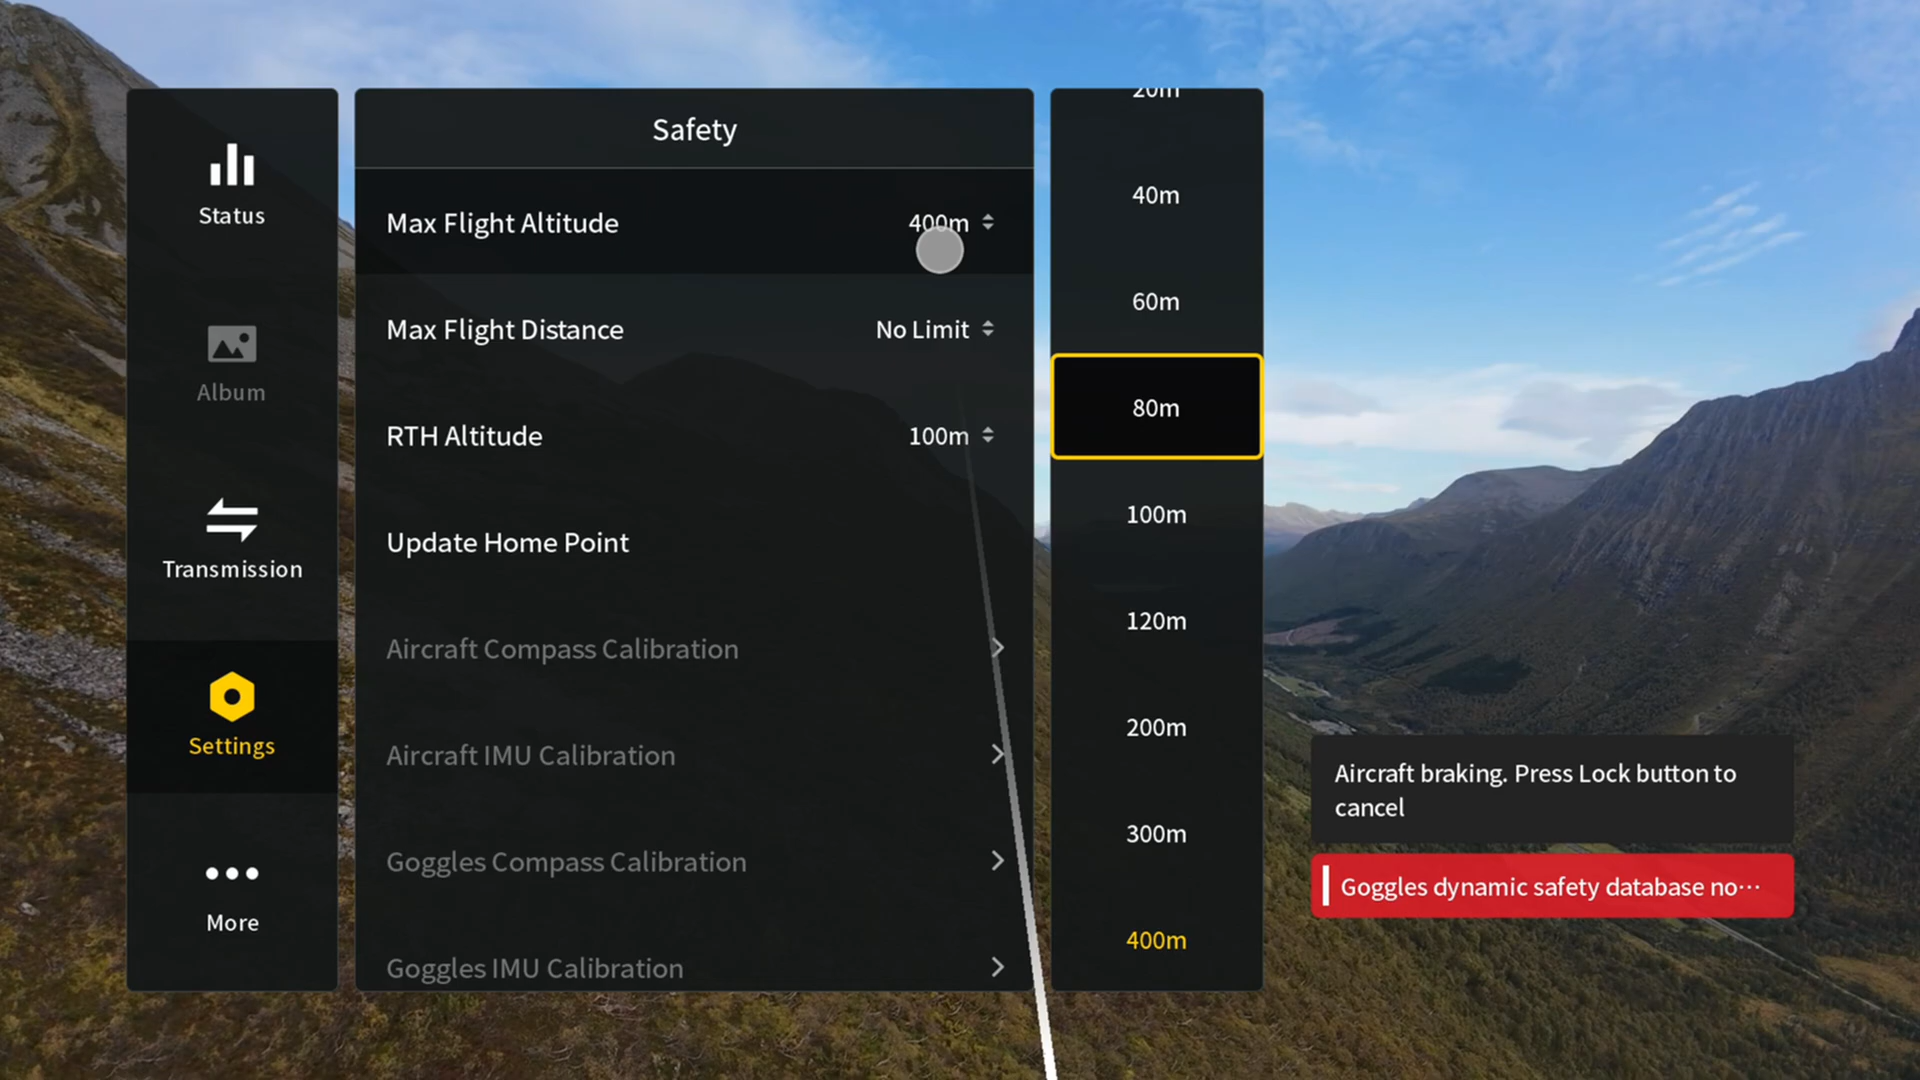 Status
Album
Transmission
Settings
More
Safety
Max Flight Altitude 400m
Max Flight Distance No Limit
RTH Altitude 100m
Update Home Point
Aircraft Compass Calibration
Aircraft IMU Calibration
Goggles Compass Calibration
Goggles IMU Calibration
20m
40m
60m
80m
100m
120m
200m
300m
400m
Aircraft braking. Press Lock button to
cancel
Goggles dynamic safety database no···